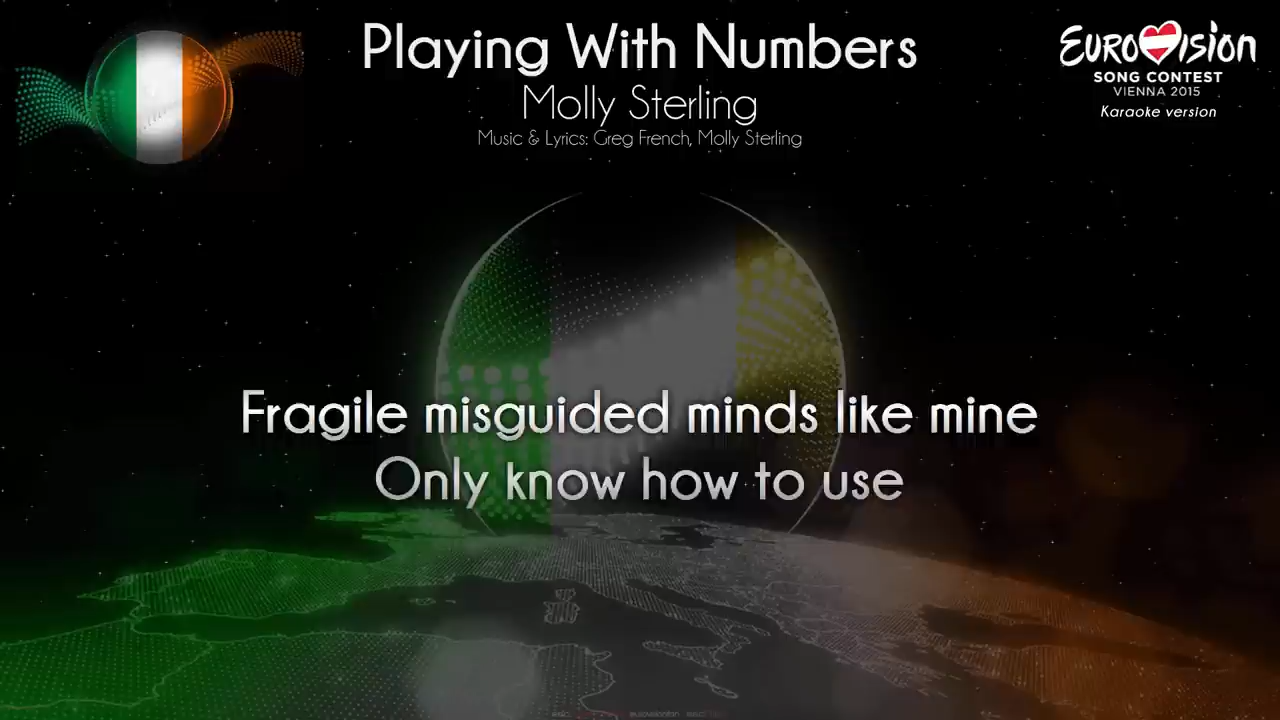 Playing With Numbers
Molly Sterling
Music & Lyrics: Greg French, Molly Sterling
EUROVISION
SONG CONTEST
VIENNA 2015
Karaoke version
Fragile misguided minds like mine
Only know how to use